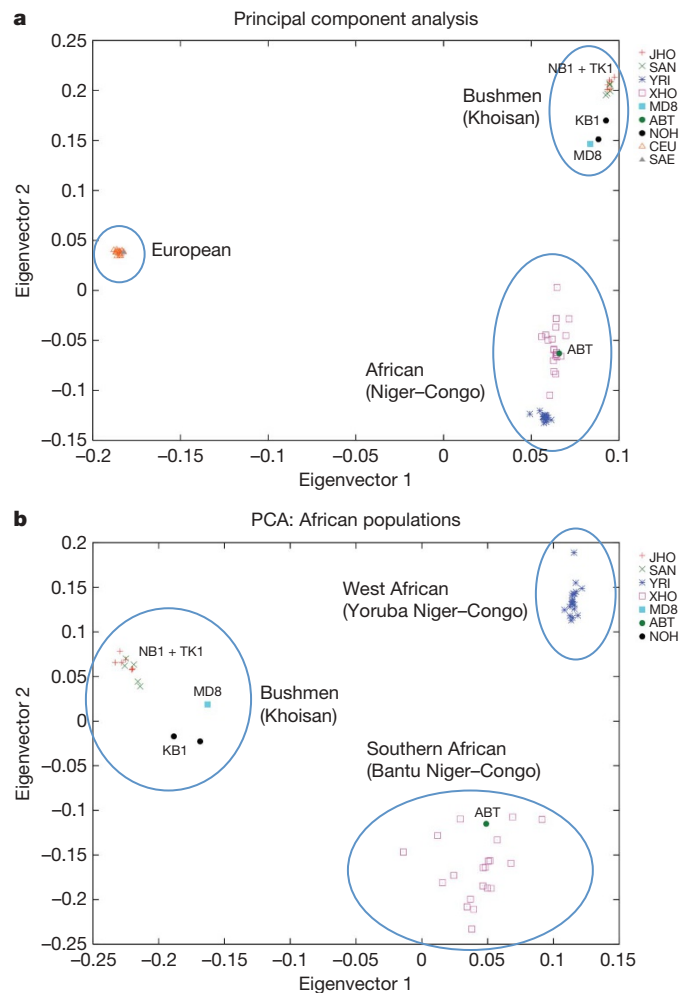 a
Principal component analysis
0.25
0.2
0.15
0.1
0.05
0
−0.05
−0.1
−0.15
Eigenvector 2
−0.2
−0.15
−0.1
−0.05
0
0.05
0.1
Eigenvector 1
NB1 + TK1
Bushmen
(Khoisan)
KB1
MD8
European
African
(Niger–Congo)
ABT
JHO
SAN
YRI
XHO
MD8
ABT
NOH
CEU
SAE
b
PCA: African populations
0.2
0.15
0.1
0.05
0
−0.05
−0.1
−0.15
−0.2
−0.25
Eigenvector 2
−0.25
−0.2
−0.15
−0.1
−0.05
0
0.05
0.1
0.15
Eigenvector 1
West African
(Yoruba Niger–Congo)
NB1 + TK1
MD8
Bushmen
(Khoisan)
KB1
Southern African
(Bantu Niger–Congo)
ABT
JHO
SAN
YRI
XHO
MD8
ABT
NOH